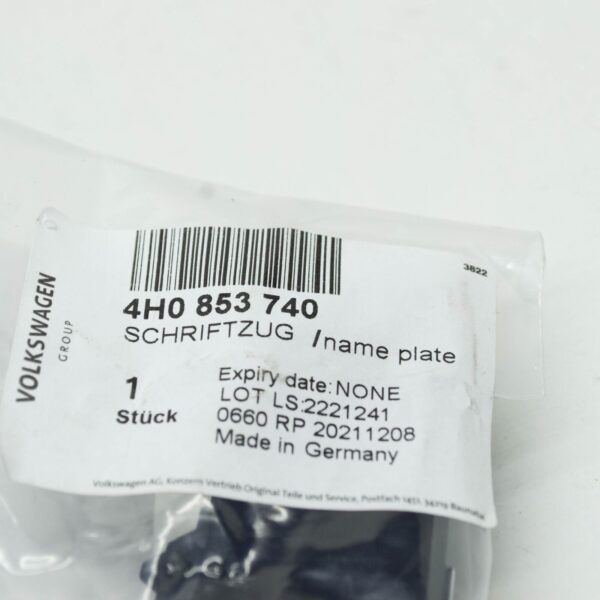 3822
VOLKSWAGEN
GROUP
4H0 853 740
SCHRIFTZUG /name plate
1
Stück
Expiry date:NONE
LOT LS:2221241
0660 RP 20211208
Made in Germany
Volkswagen AG, Konzern Vertrieb Original Teile und Service, Postfach 1451, 34219 Baunatal